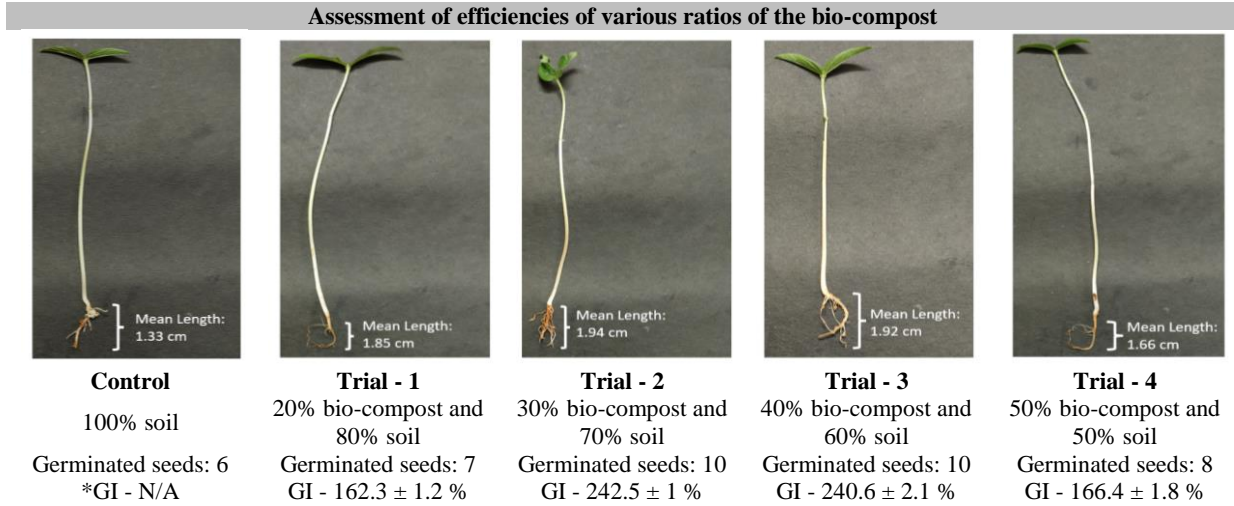 Assessment of efficiencies of various ratios of the bio-compost
Mean Length:
1.33 cm
Mean Length:
1.85 cm
Mean Length:
1.94 cm
Mean Length:
1.92 cm
Mean Length:
1.66 cm
Control
100% soil
Germinated seeds: 6
*GI - N/A
Trial - 1
20% bio-compost and
80% soil
Germinated seeds: 7
GI - 162.3 ± 1.2 %
Trial - 2
30% bio-compost and
70% soil
Germinated seeds: 10
GI - 242.5 ± 1 %
Trial - 3
40% bio-compost and
60% soil
Germinated seeds: 10
GI - 240.6 ± 2.1 %
Trial - 4
50% bio-compost and
50% soil
Germinated seeds: 8
GI - 166.4 ± 1.8 %